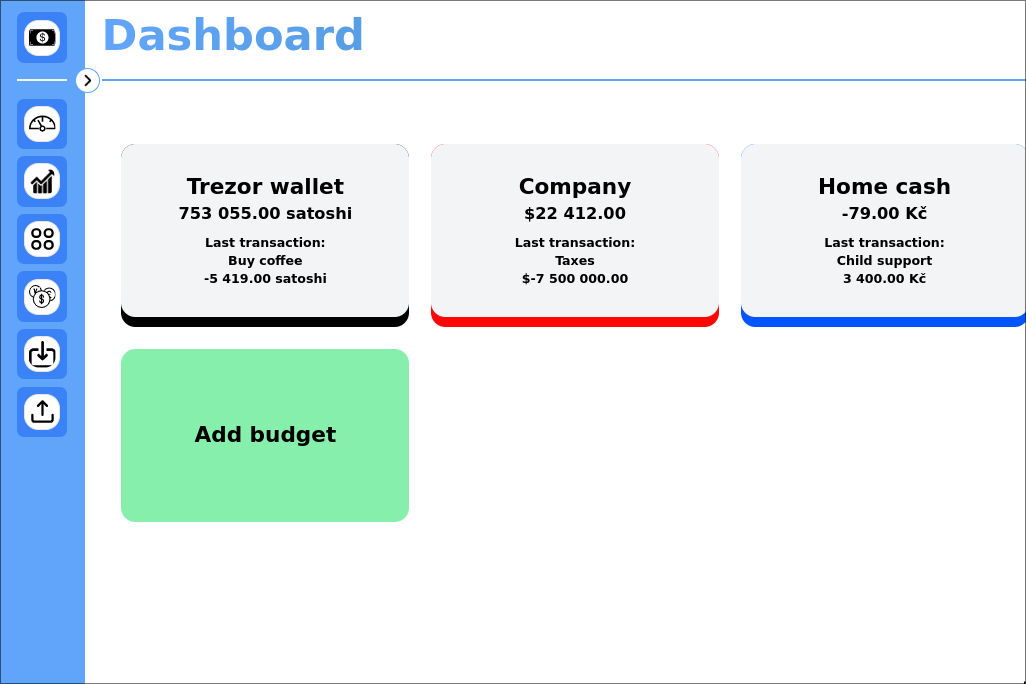 Dashboard
Trezor wallet
753 055.00 satoshi
Last transaction:
Buy coffee
-5 419.00 satoshi
Company
$22 412.00
Last transaction:
Taxes
$-7 500 000.00
Home cash
-79.00 Kč
Last transaction:
Child support
3 400.00 Kč
Add budget